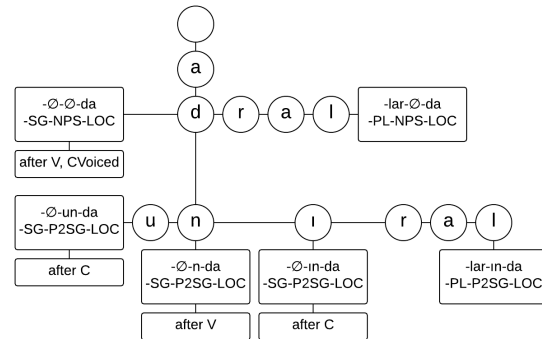 a
-∅-∅-da
-SG-NPS-LOC
d r a l
-lar-∅-da
-PL-NPS-LOC
after V, CVoiced
-∅-un-da
-SG-P2SG-LOC
u n ı r a l
after C
-∅-n-da
-SG-P2SG-LOC
-∅-ın-da
-SG-P2SG-LOC
-lar-ın-da
-PL-P2SG-LOC
after V
after C